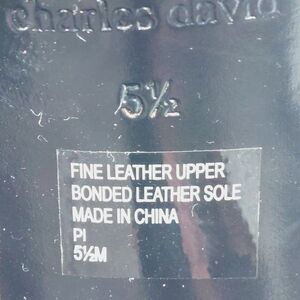 charles david
5½
FINE LEATHER UPPER
BONDED LEATHER SOLE
MADE IN CHINA
PI
5½M